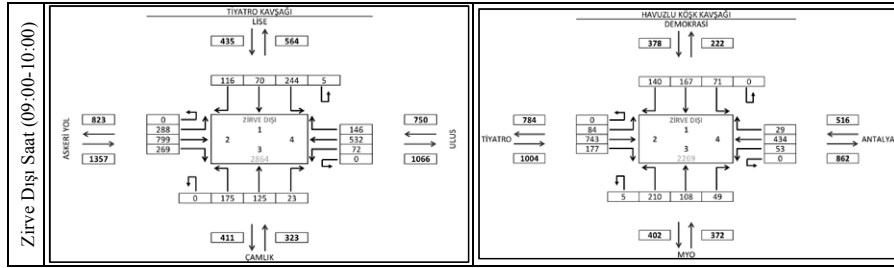 Zirve Dışı Saat (09:00-10:00)
TİYATRO KAVŞAĞI
LİSE
435 564
116 70 244 5
823
1357
ASKERİ YOL
0
288
799
269
ZİRVE DIŞI
1
2 4
3
2864
146
532
72
0
750
1066
ULUS
0 175 125 23
411 323
ÇAMLIK
HAVUZLU KÖŞK KAVŞAĞI
DEMOKRASİ
378 222
140 167 71 0
784
TİYATRO
1004
0
84
743
177
ZİRVE DIŞI
1
2 4
3
2269
29
434
53
0
516
ANTALYA
862
5 210 108 49
402 372
MYO